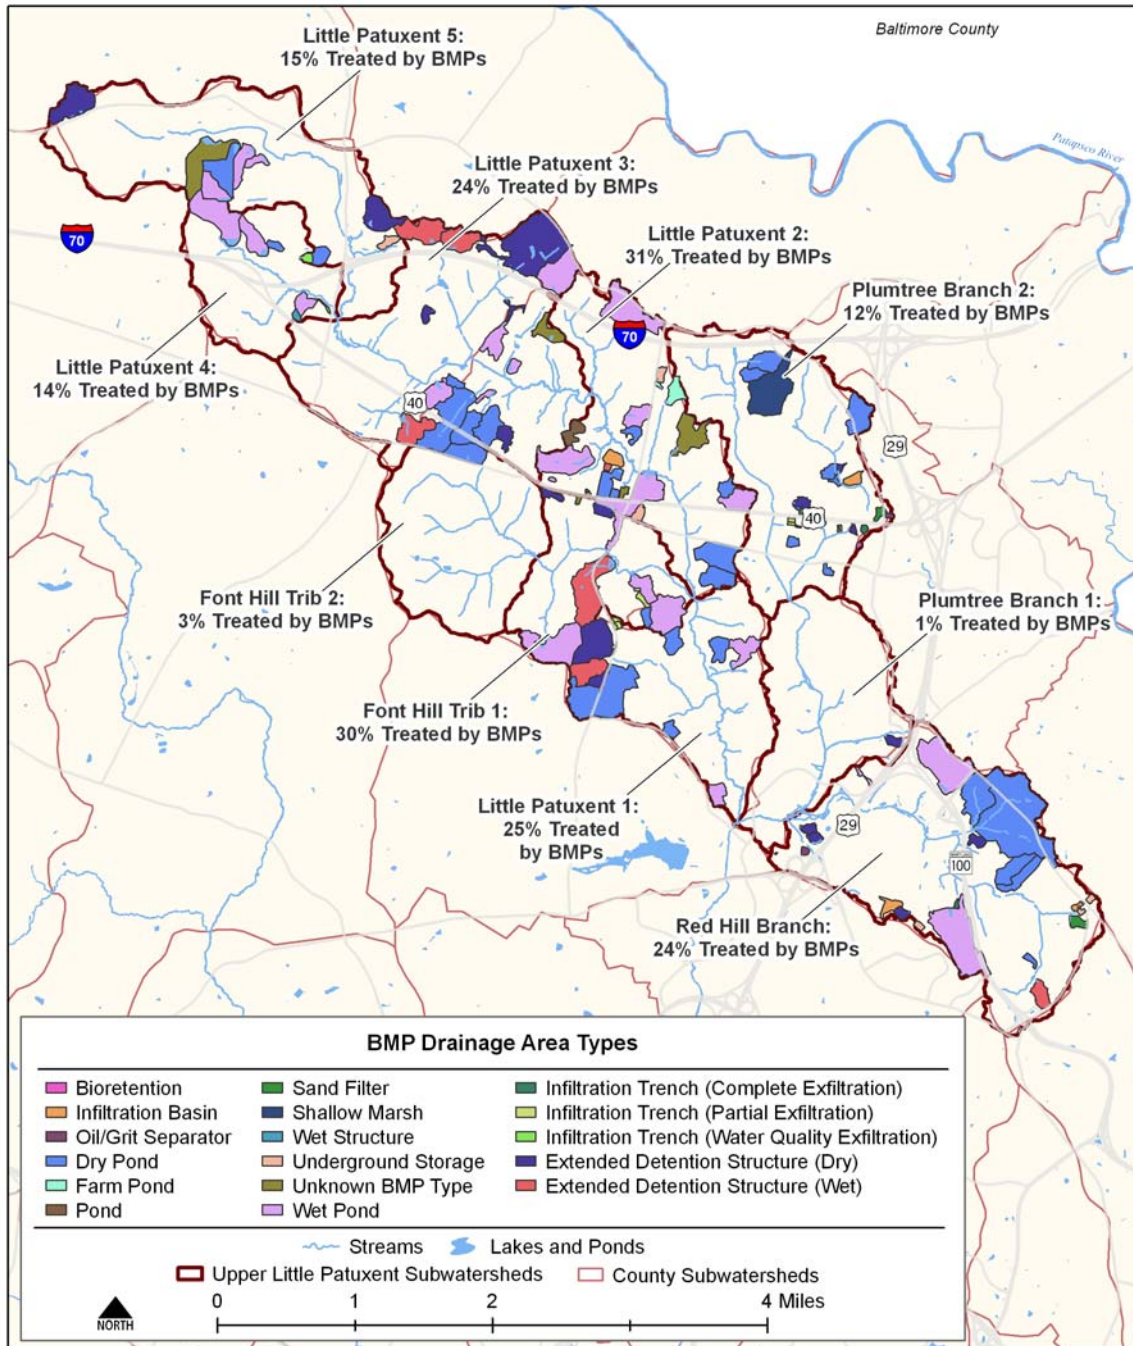 Baltimore County
Little Patuxent 5:
15% Treated by BMPs
Patapsco River
Little Patuxent 3:
24% Treated by BMPs
70
Little Patuxent 2:
31% Treated by BMPs
Plumtree Branch 2:
12% Treated by BMPs
70
Little Patuxent 4:
14% Treated by BMPs
40
29
40
Font Hill Trib 2:
3% Treated by BMPs
Plumtree Branch 1:
1% Treated by BMPs
Font Hill Trib 1:
30% Treated by BMPs
Little Patuxent 1:
25% Treated
by BMPs
29
100
Red Hill Branch:
24% Treated by BMPs
BMP Drainage Area Types
Bioretention
Infiltration Basin
Oil/Grit Separator
Dry Pond
Farm Pond
Pond
Sand Filter
Shallow Marsh
Wet Structure
Underground Storage
Unknown BMP Type
Wet Pond
Infiltration Trench (Complete Exfiltration)
Infiltration Trench (Partial Exfiltration)
Infiltration Trench (Water Quality Exfiltration)
Extended Detention Structure (Dry)
Extended Detention Structure (Wet)
Streams
Lakes and Ponds
Upper Little Patuxent Subwatersheds
County Subwatersheds
NORTH
0 1 2 4 Miles